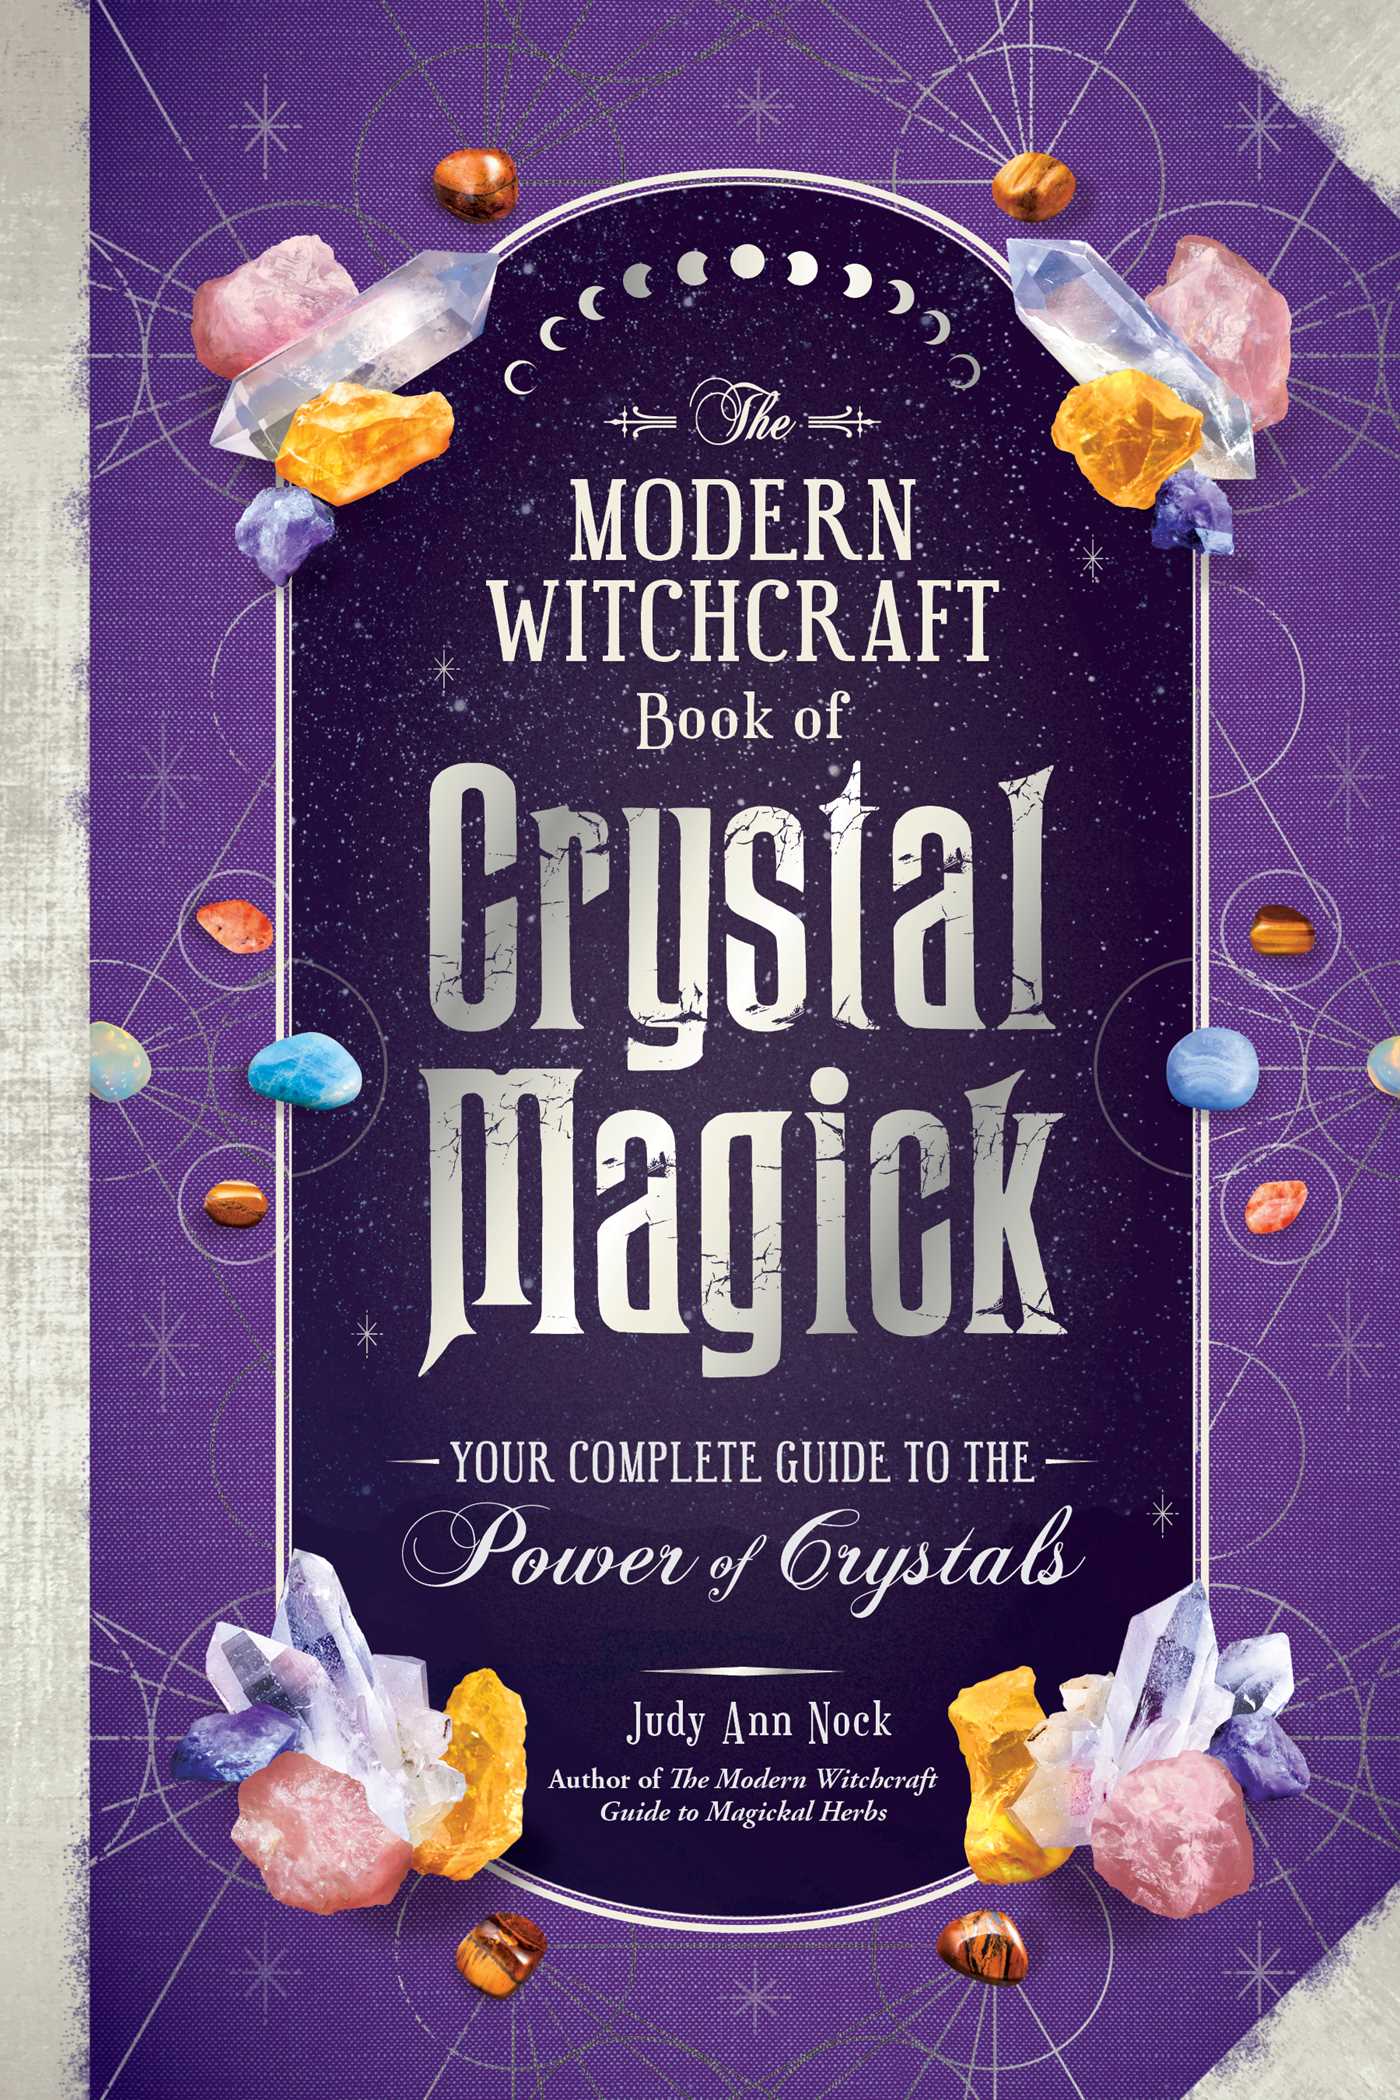 The
MODERN
WITCHCRAFT
Book of
Crystal
Magick
YOUR COMPLETE GUIDE TO THE
Power of Crystals
Judy Ann Nock
Author of The Modern Witchcraft
Guide to Magickal Herbs